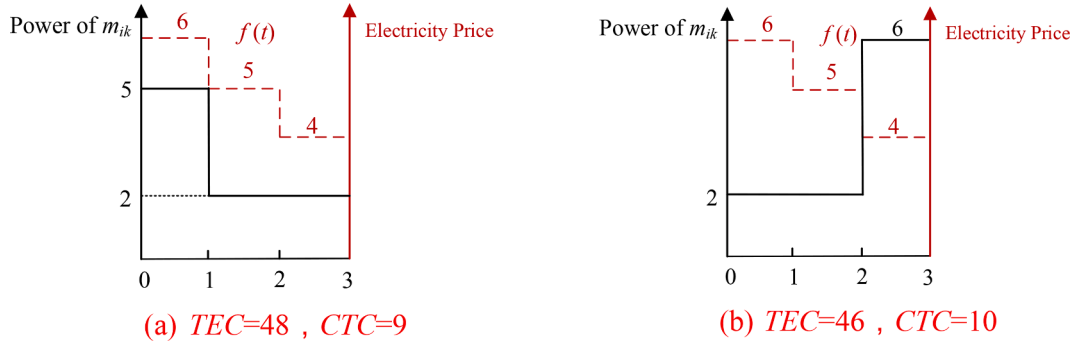 Power of m_ik
6
f(t)
Electricity Price
5
5
4
2
0 1 2 3
(a) TEC=48 , CTC=9
Power of m_ik
6
f(t)
6
Electricity Price
5
4
2
0 1 2 3
(b) TEC=46 , CTC=10